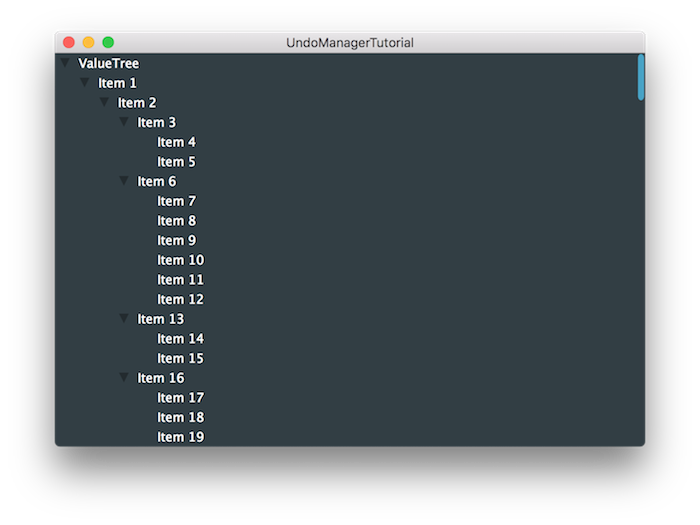 UndoManagerTutorial
ValueTree
Item 1
Item 2
Item 3
Item 4
Item 5
Item 6
Item 7
Item 8
Item 9
Item 10
Item 11
Item 12
Item 13
Item 14
Item 15
Item 16
Item 17
Item 18
Item 19